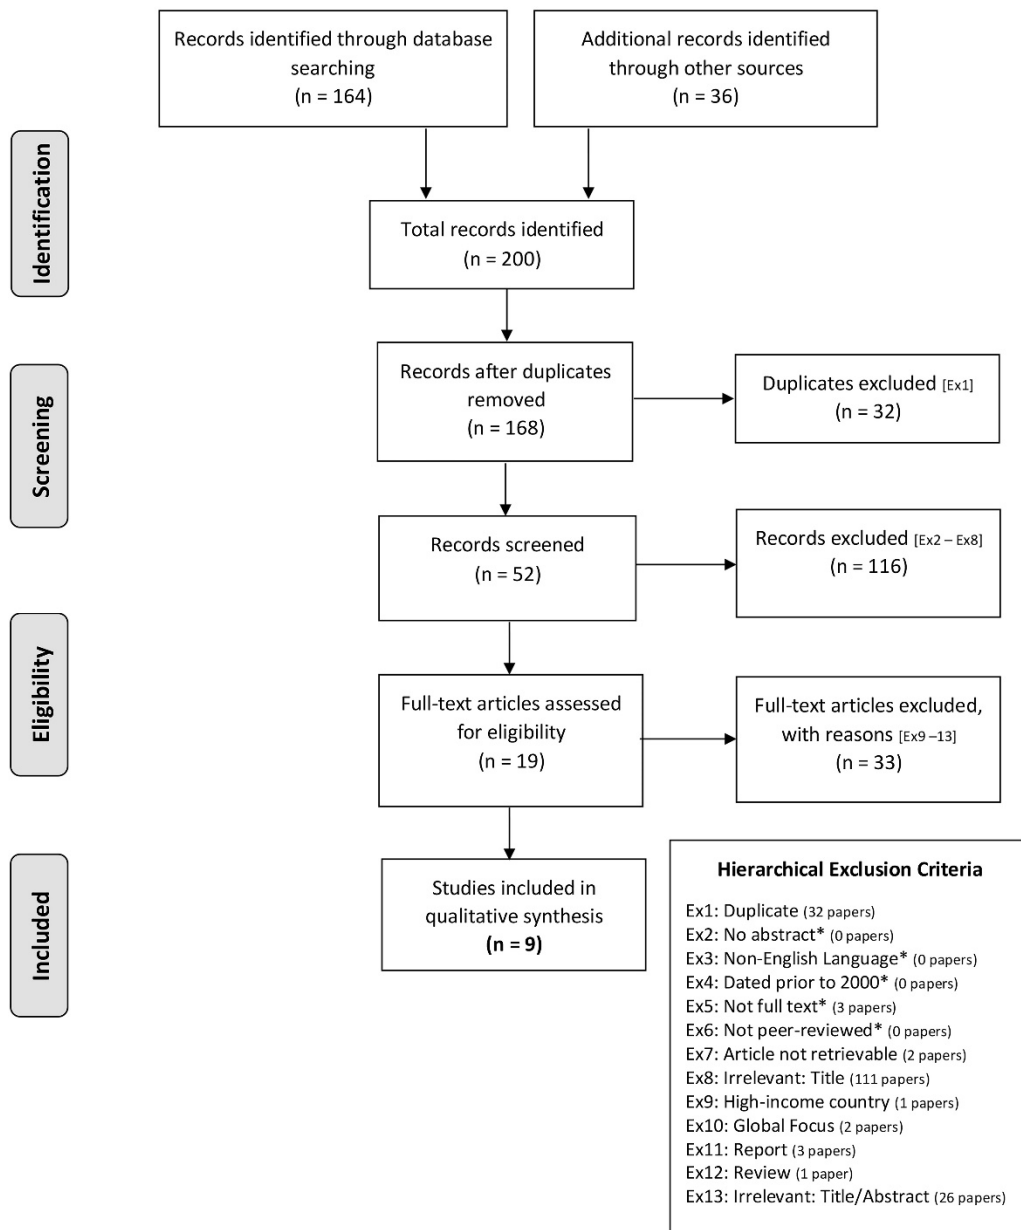 Records identified through database
searching
(n = 164)
Additional records identified
through other sources
(n = 36)
Identification
Total records identified
(n = 200)
Screening
Records after duplicates
removed
(n = 168)
Duplicates excluded [Ex1]
(n = 32)
Records screened
(n = 52)
Records excluded [Ex2 – Ex8]
(n = 116)
Eligibility
Full-text articles assessed
for eligibility
(n = 19)
Full-text articles excluded,
with reasons [Ex9 –13]
(n = 33)
Included
Studies included in
qualitative synthesis
(n = 9)
Hierarchical Exclusion Criteria
Ex1: Duplicate (32 papers)
Ex2: No abstract* (0 papers)
Ex3: Non-English Language* (0 papers)
Ex4: Dated prior to 2000* (0 papers)
Ex5: Not full text* (3 papers)
Ex6: Not peer-reviewed* (0 papers)
Ex7: Article not retrievable (2 papers)
Ex8: Irrelevant: Title (111 papers)
Ex9: High-income country (1 papers)
Ex10: Global Focus (2 papers)
Ex11: Report (3 papers)
Ex12: Review (1 paper)
Ex13: Irrelevant: Title/Abstract (26 papers)